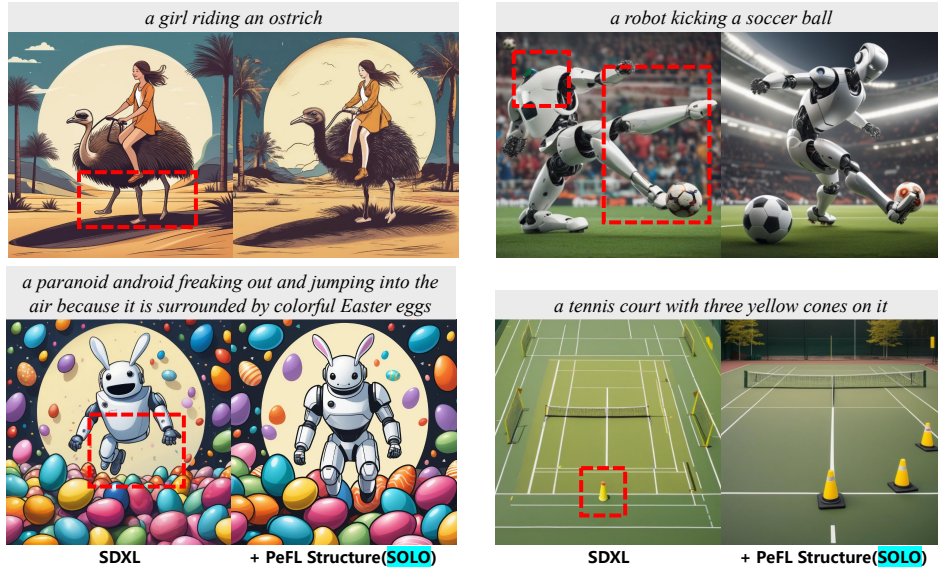 a girl riding an ostrich
a robot kicking a soccer ball
a paranoid android freaking out and jumping into the
air because it is surrounded by colorful Easter eggs
a tennis court with three yellow cones on it
SDXL
+ PeFL Structure(SOLO)
SDXL
+ PeFL Structure(SOLO)